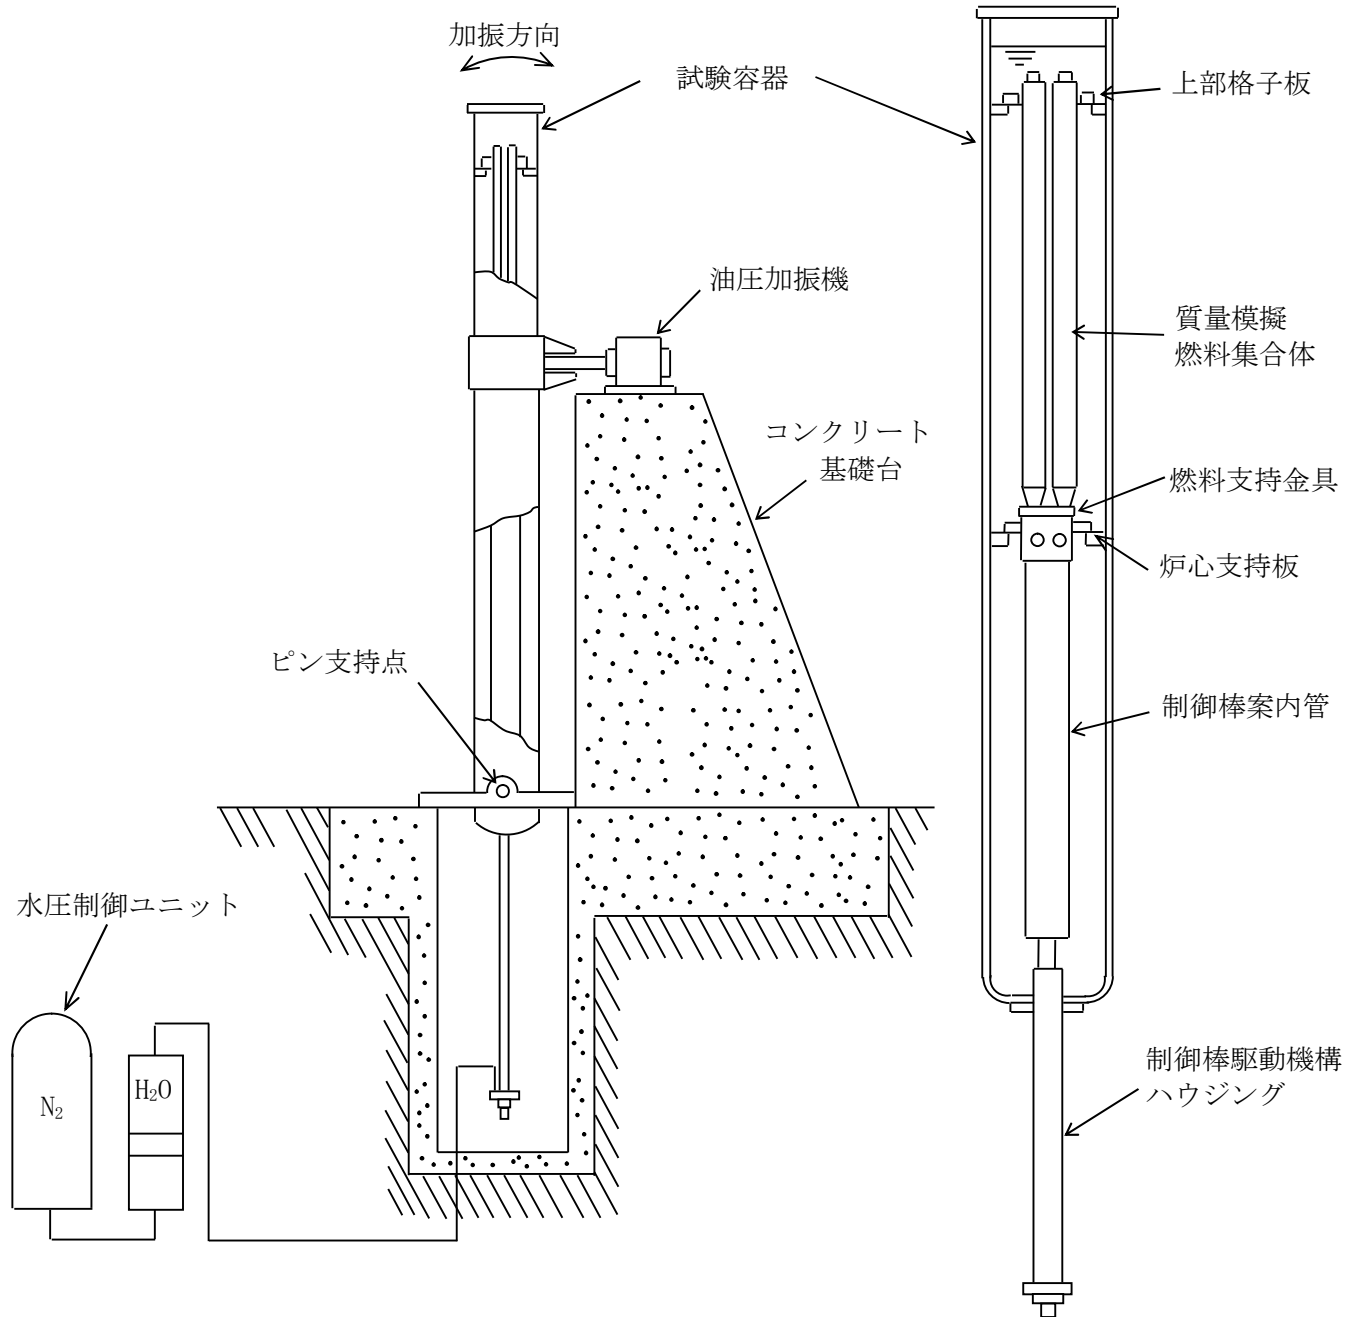 加振方向
試験容器
上部格子板
油圧加振機
質量模擬
燃料集合体
コンクリート
基礎台
燃料支持金具
炉心支持板
ピン支持点
制御棒案内管
水圧制御ユニット
N₂
H₂O
制御棒駆動機構
ハウジング